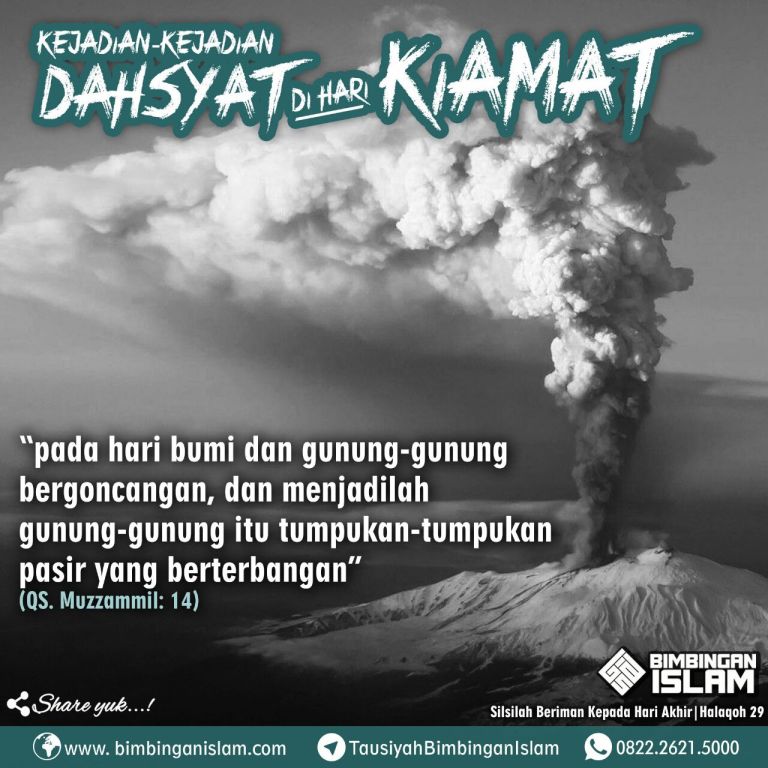 KEJADIAN-KEJADIAN
DAHSYAT DI HARI KIAMAT
“pada hari bumi dan gunung-gunung
bergoncangan, dan menjadilah
gunung-gunung itu tumpukan-tumpukan
pasir yang berterbangan”
(QS. Muzzammil: 14)
BIMBINGAN
ISLAM
Share yuk...!
Silsilah Beriman Kepada Hari Akhir|Halaqoh 29
www. bimbinganislam.com TausiyahBimbinganIslam 0822.2621.5000